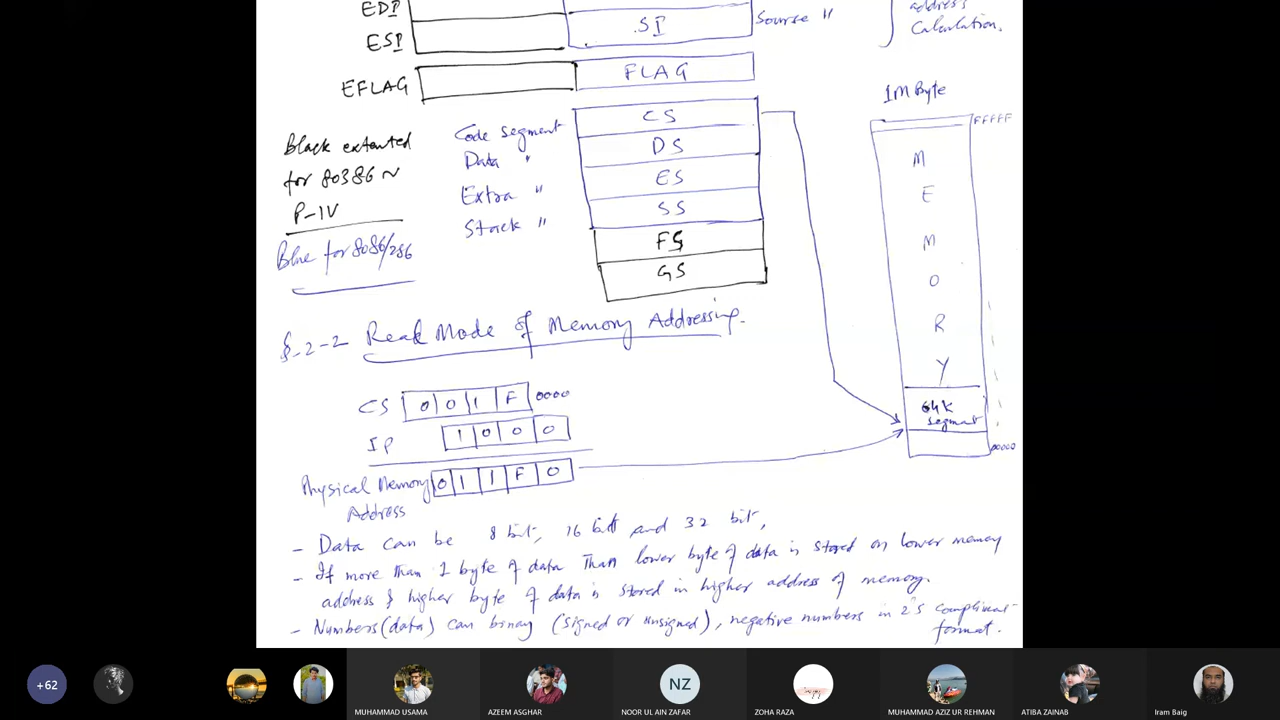 EDI
ESI
SI
Source "
address
Calculation.
EFLAG
FLAG
Black extented
for 80386 ~
P-IV
Blue for 8086/286
Code segment
Data "
Extra "
Stack "
CS
DS
ES
SS
FS
GS
1M Byte
FFFFF
M
E
M
O
R
Y
64K
segment
00000
§-2-2 Real Mode of Memory Addressing.
CS 0 0 1 F 0000
IP 1 0 0 0
Physical Memory 0 1 1 F 0
Address
- Data can be 8 bit, 16 bit and 32 bit,
- If more than 1 byte of data Than lower byte of data is stored on lower memory
address & higher byte of data is stored in higher address of memory.
- Numbers (data) can binary (signed or unsigned), negative numbers in 2's compliment
format.
+62
MUHAMMAD USAMA
AZEEM ASGHAR
NZ
NOOR UL AIN ZAFAR
ZOHA RAZA
MUHAMMAD AZIZ UR REHMAN
ATIBA ZAINAB
Iram Baig